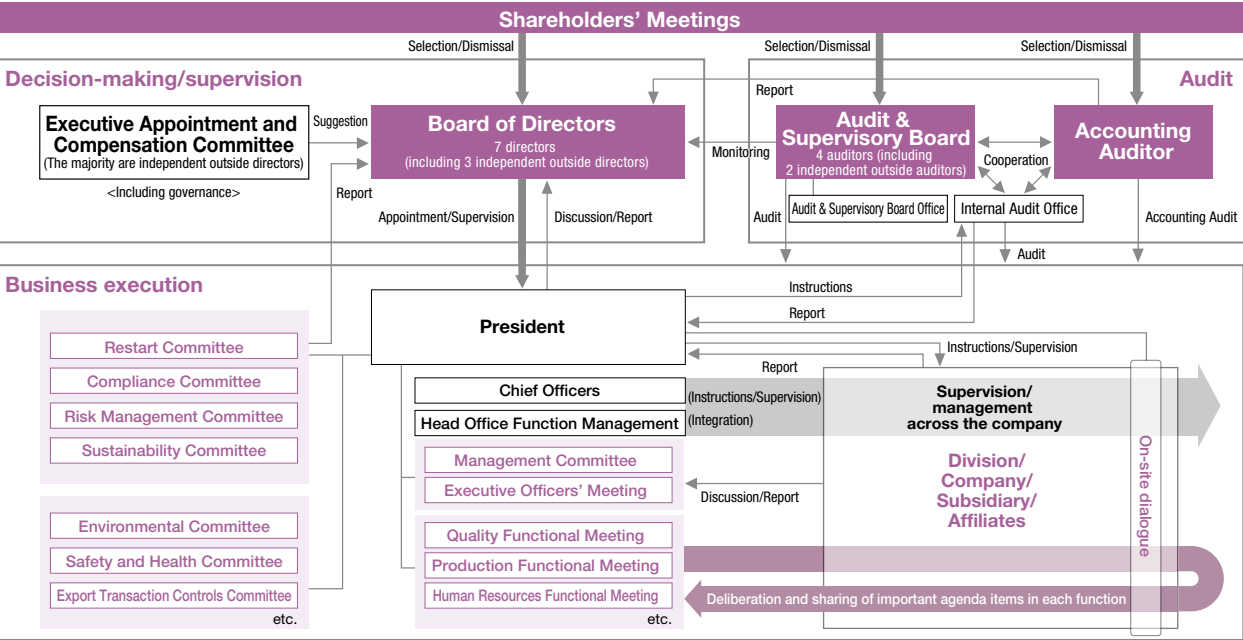 Shareholders' Meetings
Selection/Dismissal
Selection/Dismissal
Selection/Dismissal
Decision-making/supervision
Audit
Executive Appointment and
Compensation Committee
(The majority are independent outside directors)
<Including governance>
Suggestion
Report
Board of Directors
7 directors
(including 3 independent outside directors)
Report
Monitoring
Audit &
Supervisory Board
4 auditors (including
2 independent outside auditors)
Cooperation
Accounting
Auditor
Appointment/Supervision
Discussion/Report
Audit
Audit & Supervisory Board Office
Internal Audit Office
Accounting Audit
Audit
Business execution
President
Instructions
Report
Instructions/Supervision
Report
Restart Committee
Compliance Committee
Risk Management Committee
Sustainability Committee
Environmental Committee
Safety and Health Committee
Export Transaction Controls Committee
etc.
Chief Officers
(Instructions/Supervision)
Head Office Function Management
(Integration)
Supervision/
management
across the company
Management Committee
Executive Officers' Meeting
Discussion/Report
Division/
Company/
Subsidiary/
Affiliates
On-site dialogue
Quality Functional Meeting
Production Functional Meeting
Human Resources Functional Meeting
etc.
Deliberation and sharing of important agenda items in each function